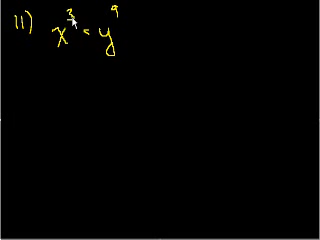 11) x³ = y⁹